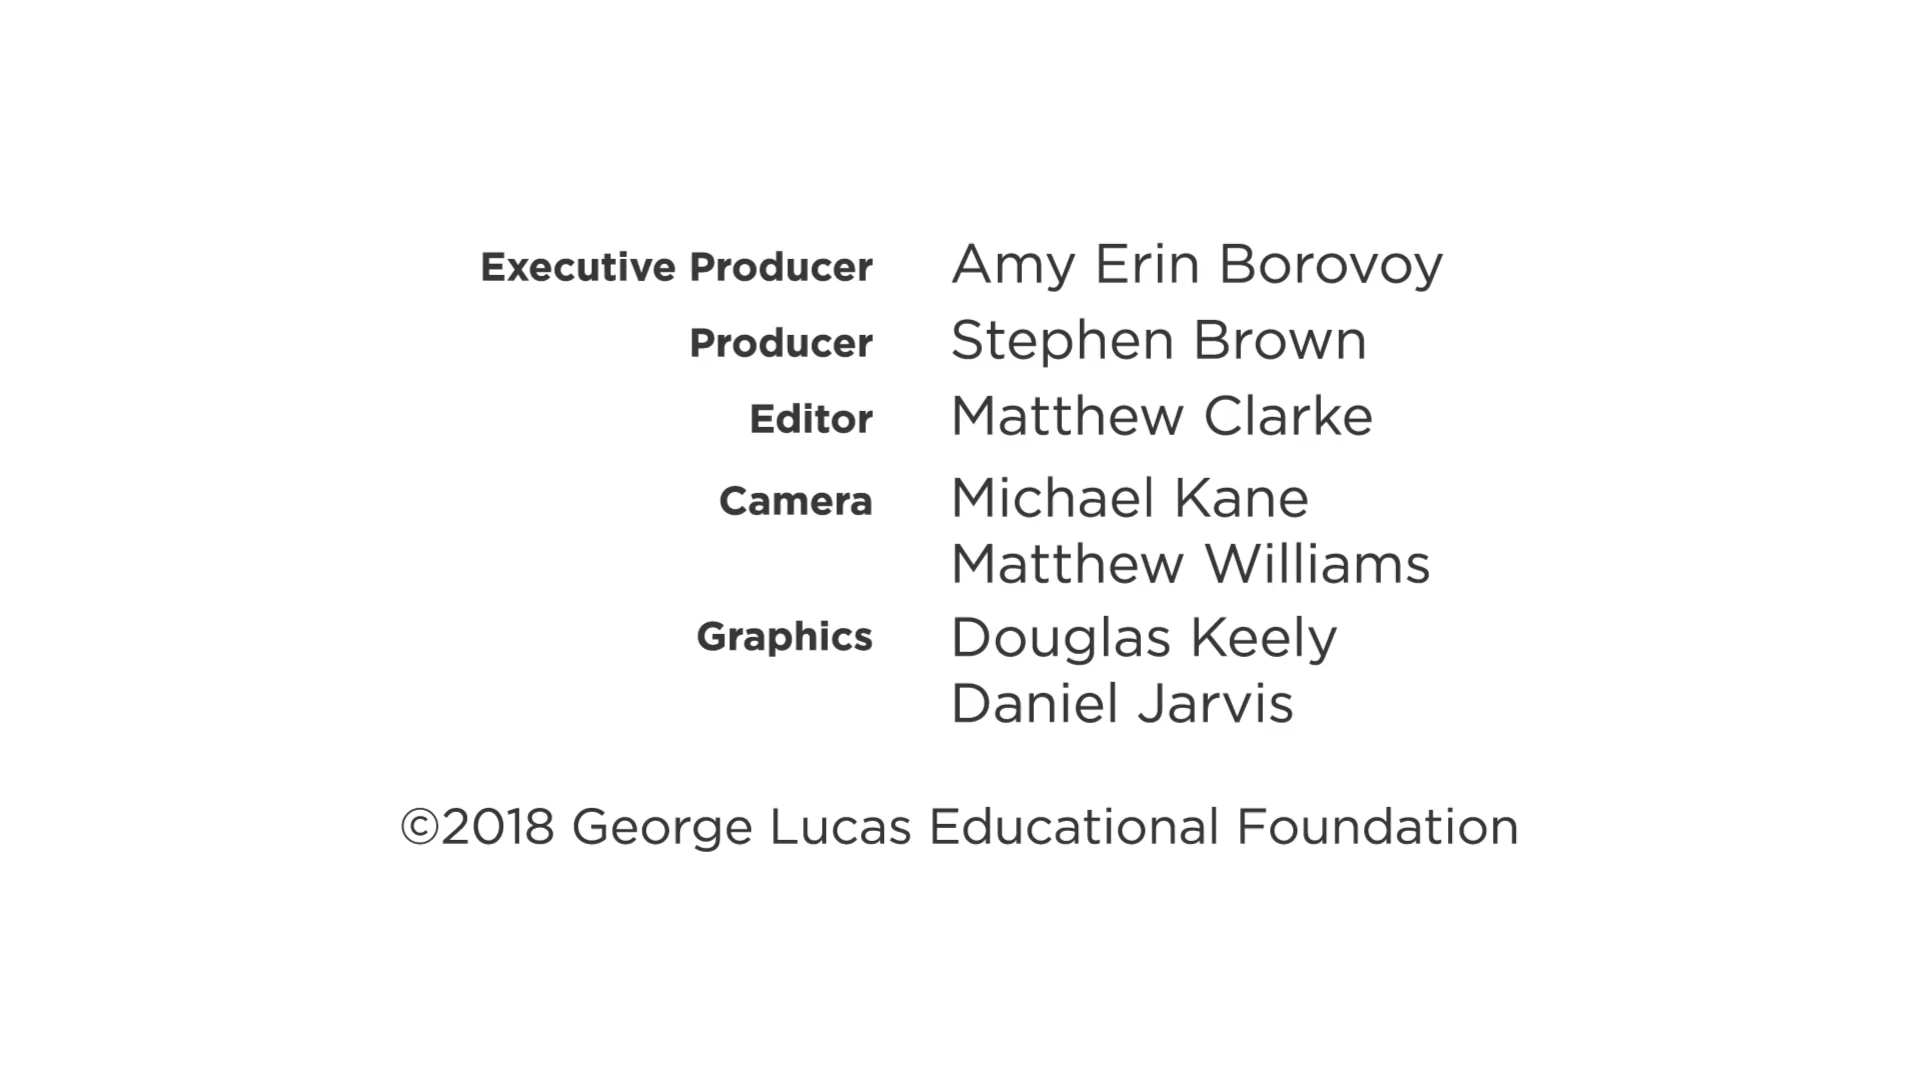 Executive Producer Amy Erin Borovoy
Producer Stephen Brown
Editor Matthew Clarke
Camera Michael Kane
Matthew Williams
Graphics Douglas Keely
Daniel Jarvis
©2018 George Lucas Educational Foundation